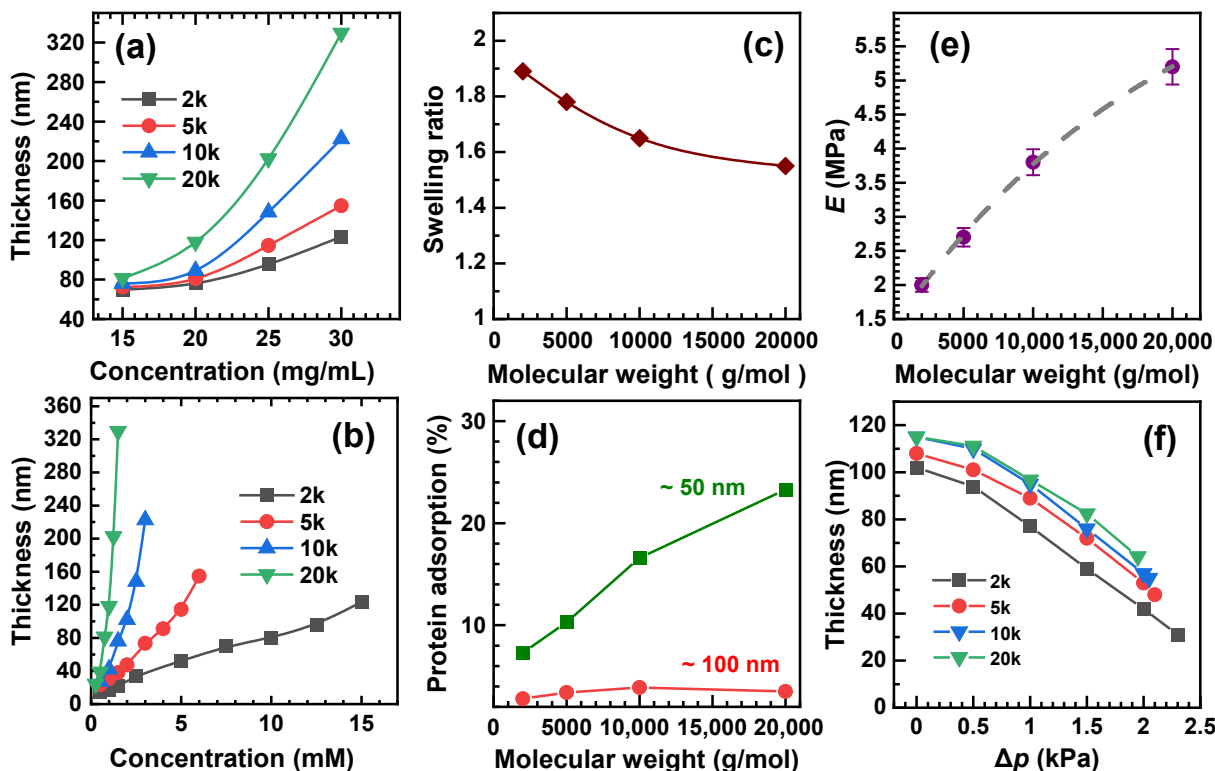 (a)
Thickness (nm)
320
280
240
200
160
120
80
40
2k
5k
10k
20k
15 20 25 30
Concentration (mg/mL)
(c)
Swelling ratio
2
1.8
1.6
1.4
1.2
1
0 5000 10000 15,000 20,000
Molecular weight ( g/mol )
(e)
E (MPa)
5.5
5
4.5
4
3.5
3
2.5
2
1.5
0 5000 10,000 15,000 20,000
Molecular weight (g/mol)
(b)
Thickness (nm)
360
320
280
240
200
160
120
80
40
0
2k
5k
10k
20k
0 5 10 15
Concentration (mM)
(d)
Protein adsorption (%)
30
20
10
~ 50 nm
~ 100 nm
0 5000 10,000 15,000 20,000
Molecular weight (g/mol)
(f)
Thickness (nm)
120
100
80
60
40
20
0
2k
5k
10k
20k
0 0.5 1.0 1.5 2 2.5
Δp (kPa)